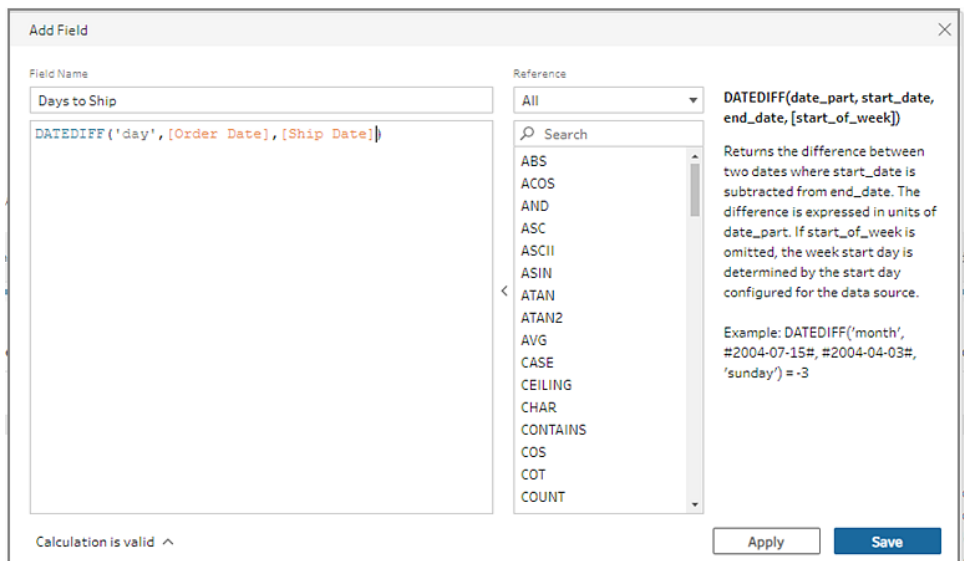 Add Field
Field Name
Days to Ship
DATEDIFF('day',[Order Date],[Ship Date])
Reference
All
Search
ABS
ACOS
AND
ASC
ASCII
ASIN
ATAN
ATAN2
AVG
CASE
CEILING
CHAR
CONTAINS
COS
COT
COUNT
DATEDIFF(date_part, start_date,
end_date, [start_of_week])
Returns the difference between
two dates where start_date is
subtracted from end_date. The
difference is expressed in units of
date_part. If start_of_week is
omitted, the week start day is
determined by the start day
configured for the data source.
Example: DATEDIFF('month',
#2004-07-15#, #2004-04-03#,
'sunday') = -3
Calculation is valid
Apply
Save